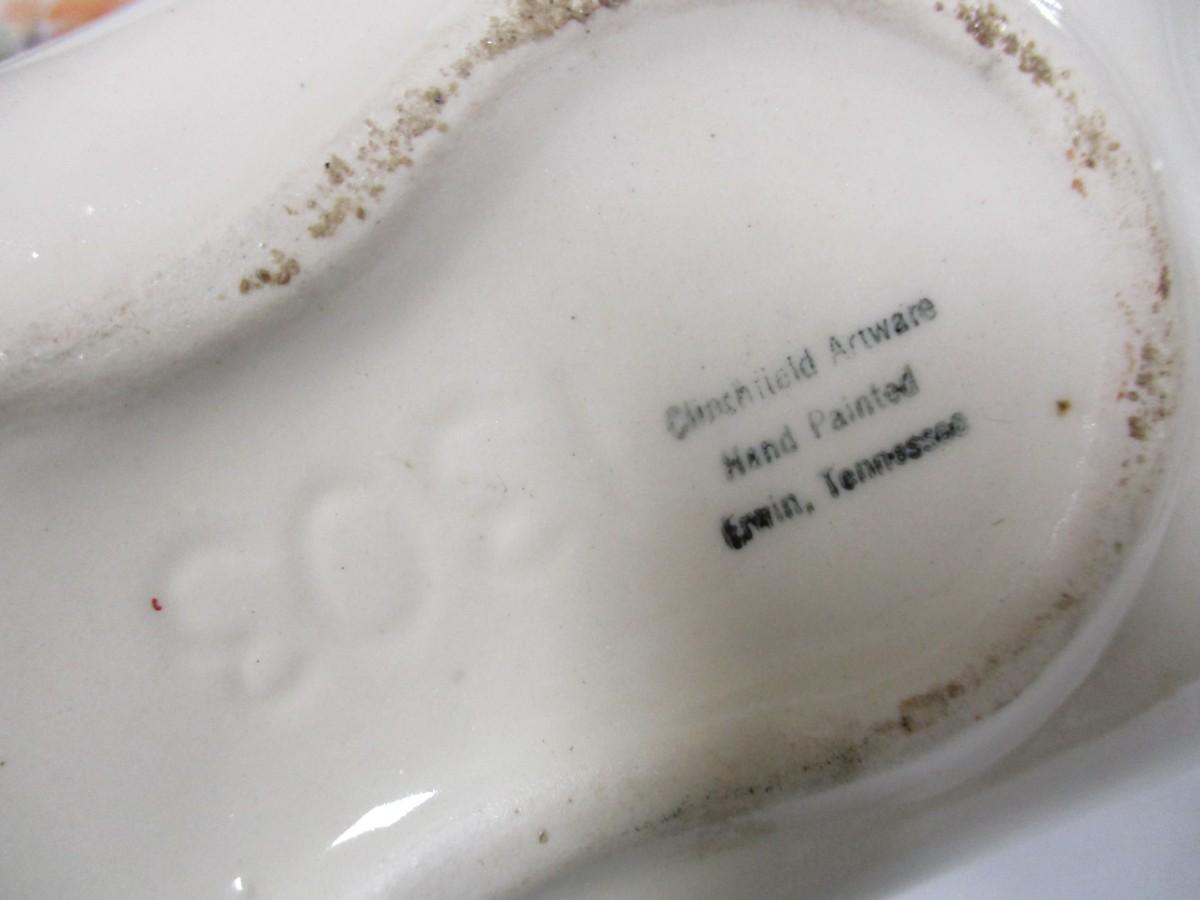 Clinchfield Artware
Hand Painted
Erwin, Tennessee